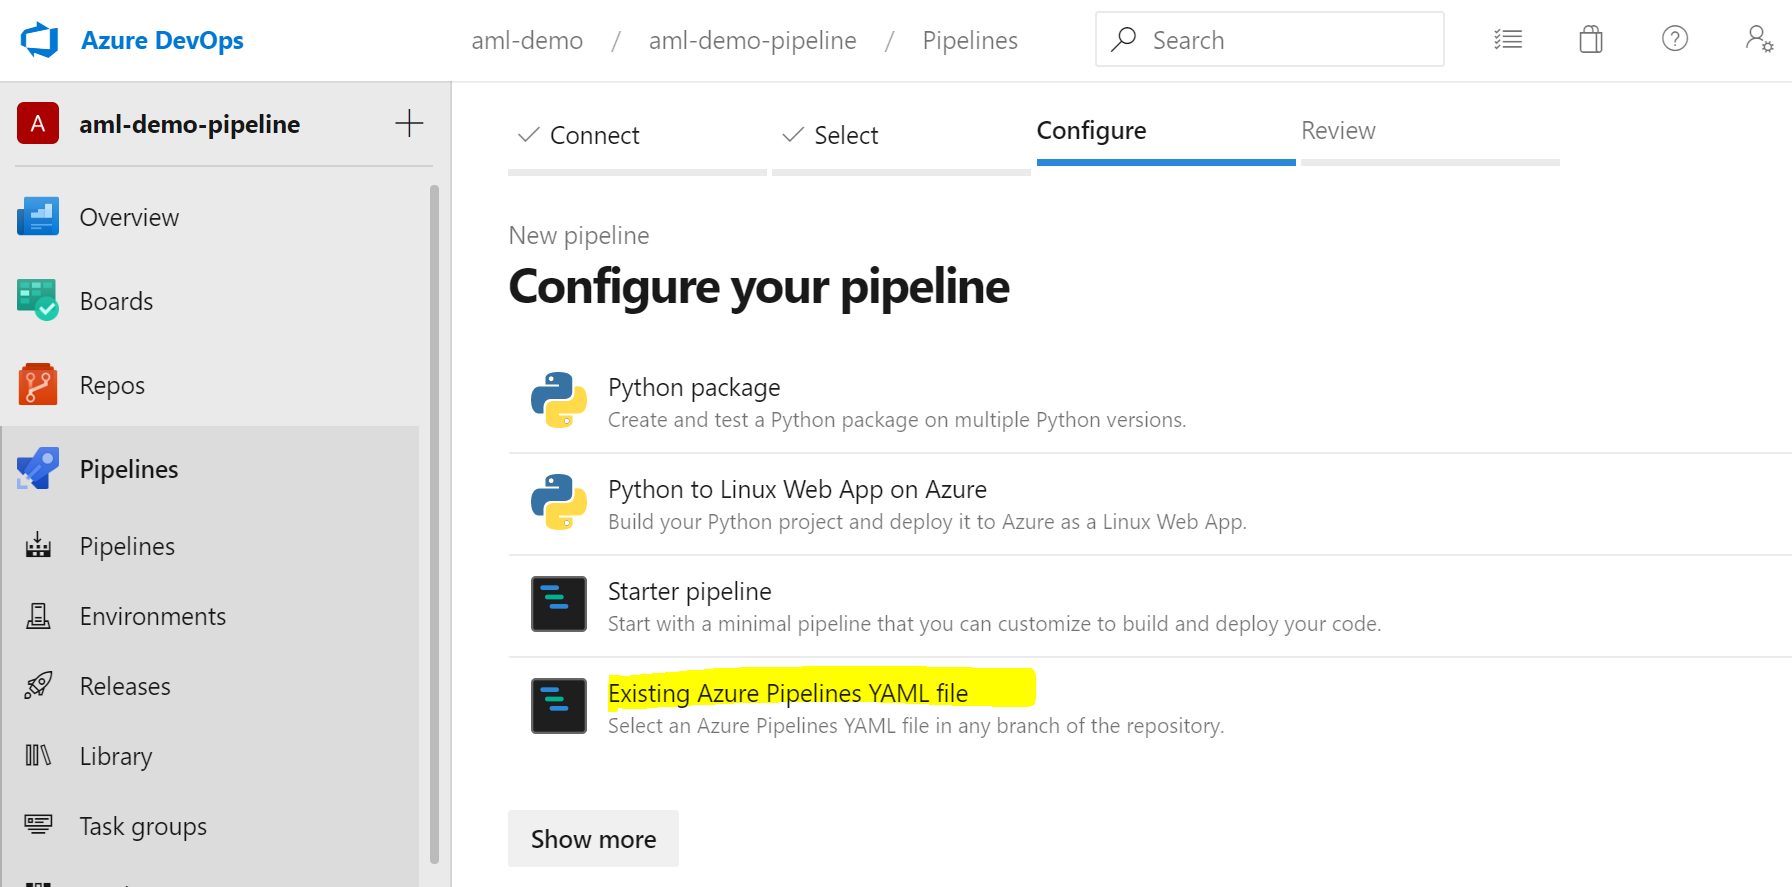 Azure DevOps
aml-demo / aml-demo-pipeline / Pipelines
Search
A aml-demo-pipeline
Overview
Boards
Repos
Pipelines
Pipelines
Environments
Releases
Library
Task groups
Connect
Select
Configure
Review
New pipeline
Configure your pipeline
Python package
Create and test a Python package on multiple Python versions.
Python to Linux Web App on Azure
Build your Python project and deploy it to Azure as a Linux Web App.
Starter pipeline
Start with a minimal pipeline that you can customize to build and deploy your code.
Existing Azure Pipelines YAML file
Select an Azure Pipelines YAML file in any branch of the repository.
Show more